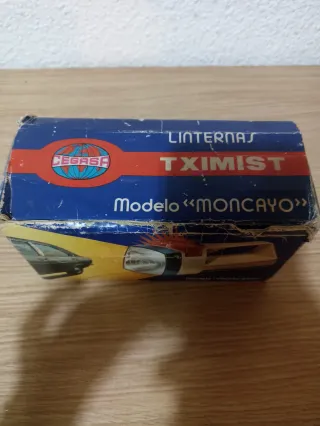 LINTERNAS
CEGASA
TXIMIST
Modelo "MONCAYO"